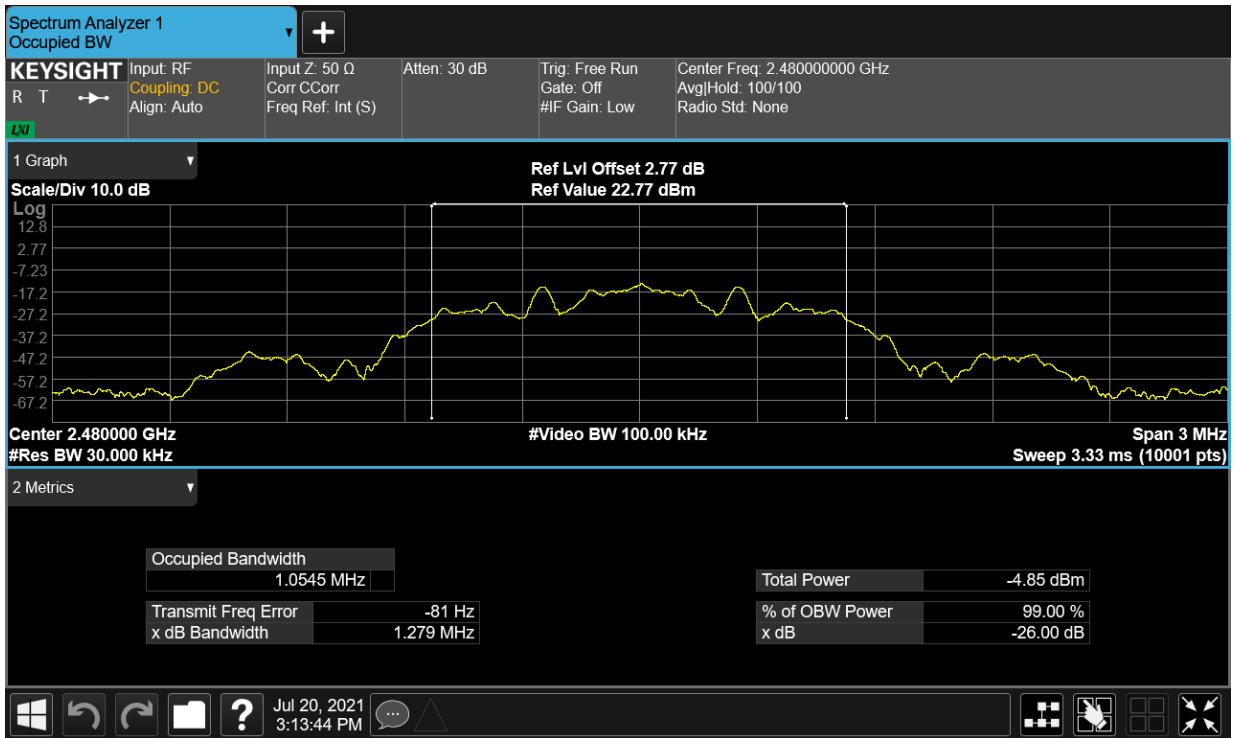 Spectrum Analyzer 1
Occupied BW
KEYSIGHT
R T
LXI
Input: RF
Coupling: DC
Align: Auto
Input Z: 50 Ω
Corr CCorr
Freq Ref: Int (S)
Atten: 30 dB
Trig: Free Run
Gate: Off
#IF Gain: Low
Center Freq: 2.480000000 GHz
Avg|Hold: 100/100
Radio Std: None
1 Graph
Scale/Div 10.0 dB
Ref Lvl Offset 2.77 dB
Ref Value 22.77 dBm
Log
12.8
2.77
-7.23
-17.2
-27.2
-37.2
-47.2
-57.2
-67.2
Center 2.480000 GHz
#Res BW 30.000 kHz
#Video BW 100.00 kHz
Span 3 MHz
Sweep 3.33 ms (10001 pts)
2 Metrics
Occupied Bandwidth
1.0545 MHz
Transmit Freq Error -81 Hz
x dB Bandwidth 1.279 MHz
Total Power -4.85 dBm
% of OBW Power 99.00 %
x dB -26.00 dB
?
Jul 20, 2021
3:13:44 PM